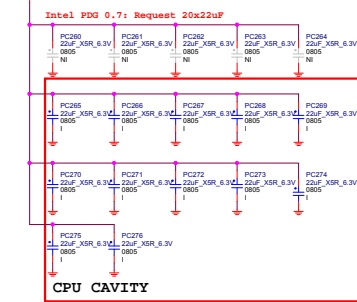 Intel PDG 0.7: Request 20x22uF
PC260 PC261 PC262 PC263 PC264
22uF_X5R_6.3V 22uF_X5R_6.3V 22uF_X5R_6.3V 22uF_X5R_6.3V 22uF_X5R_6.3V
0805 0805 0805 0805 0805
NI NI NI NI NI
PC265 PC266 PC267 PC268 PC269
22uF_X5R_6.3V 22uF_X5R_6.3V 22uF_X5R_6.3V 22uF_X5R_6.3V 22uF_X5R_6.3V
0805 0805 0805 0805 0805
I I I I I
PC270 PC271 PC272 PC273 PC274
22uF_X5R_6.3V 22uF_X5R_6.3V 22uF_X5R_6.3V 22uF_X5R_6.3V 22uF_X5R_6.3V
0805 0805 0805 0805 0805
I I I I I
PC275 PC276
22uF_X5R_6.3V 22uF_X5R_6.3V
0805 0805
I I
CPU CAVITY